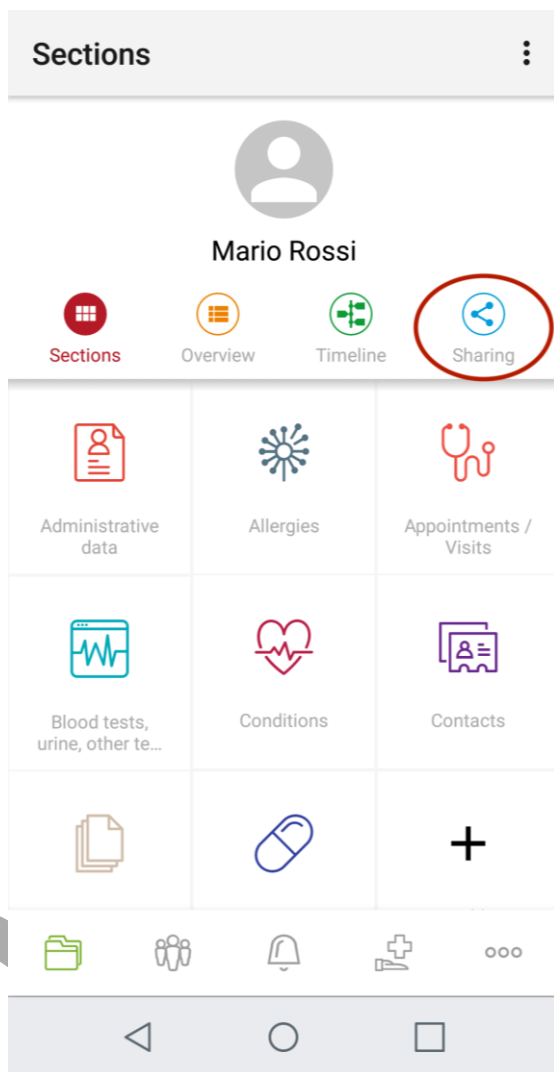 Sections
Mario Rossi
Sections Overview Timeline Sharing
Administrative
data
Allergies
Appointments /
Visits
Blood tests,
urine, other te...
Conditions
Contacts